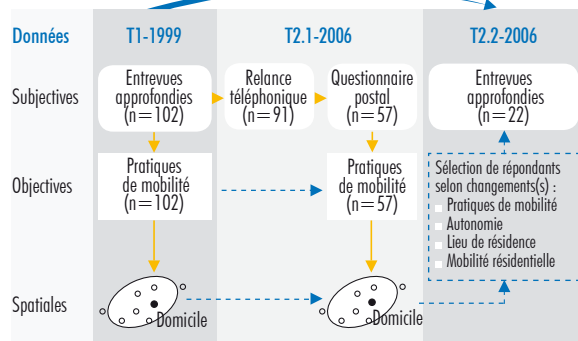 Données
T1-1999
T2.1-2006
T2.2-2006
Subjectives
Entrevues
approfondies
(n=102)
Relance
téléphonique
(n=91)
Questionnaire
postal
(n=57)
Entrevues
approfondies
(n=22)
Objectives
Pratiques
de mobilité
(n=102)
Pratiques
de mobilité
(n=57)
Sélection de répondants
selon changements(s) :
Pratiques de mobilité
Autonomie
Lieu de résidence
Mobilité résidentielle
Spatiales
Domicile
Domicile